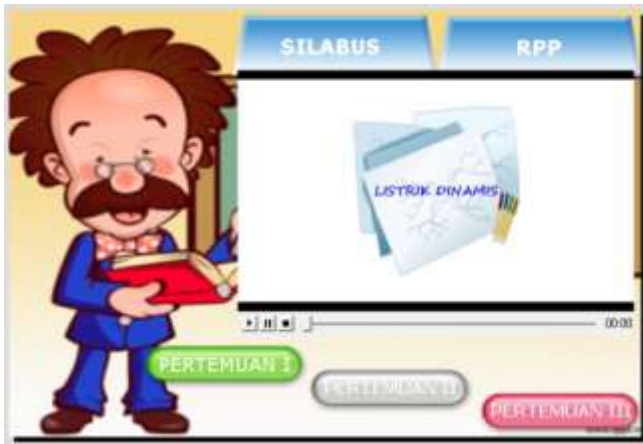 SILABUS
RPP
LISTRIK DINAMIS
00:00
PERTEMUAN I
PERTEMUAN II
PERTEMUAN III